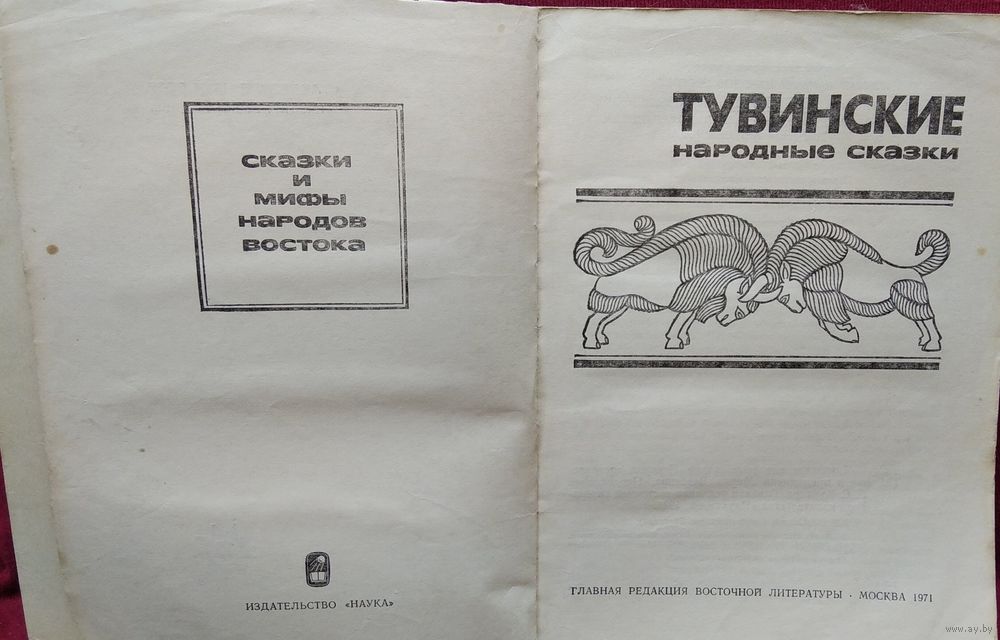 сказки
и
мифы
народов
востока
ИЗДАТЕЛЬСТВО «НАУКА»
ТУВИНСКИЕ
народные сказки
ГЛАВНАЯ РЕДАКЦИЯ ВОСТОЧНОЙ ЛИТЕРАТУРЫ · МОСКВА 1971
www.ay.by